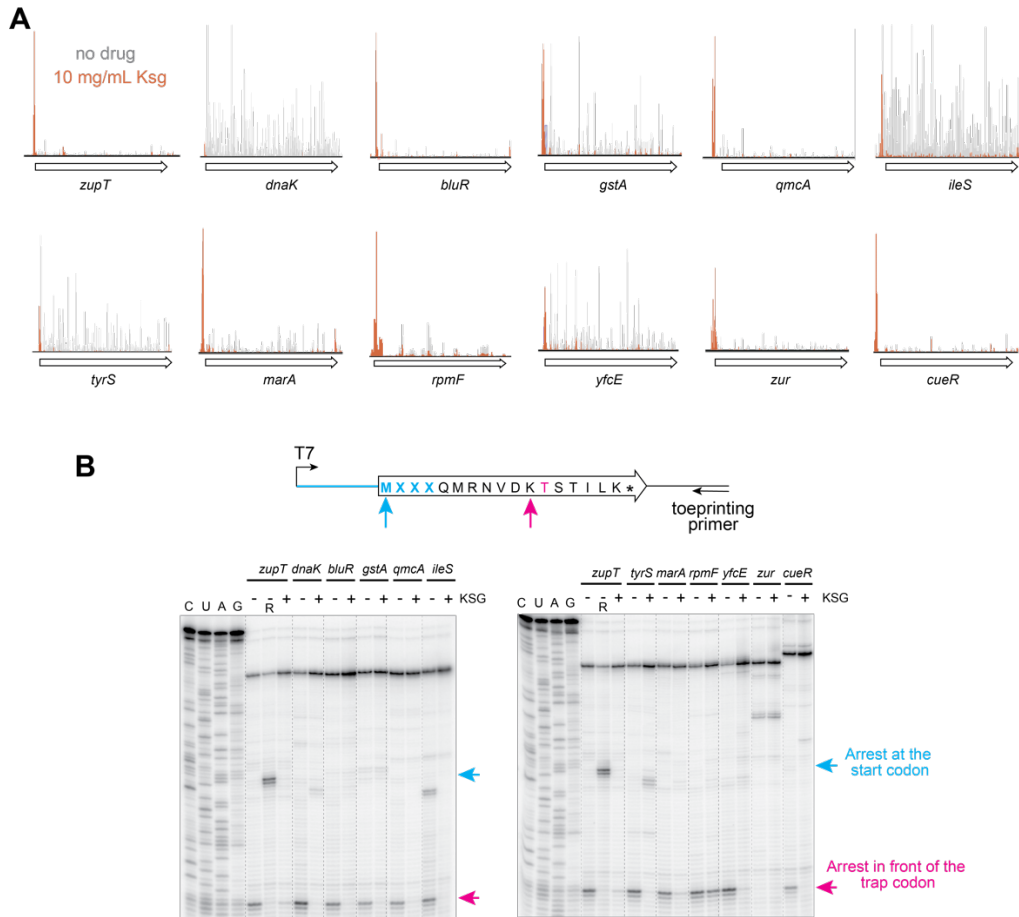 A
no drug
10 mg/mL Ksg
zupT dnaK bluR gstA qmcA ileS
tyrS marA rpmF yfcE zur cueR
B
T7
M X X X Q M R N V D K T S T I L K *
toeprinting
primer
zupT dnaK bluR gstA qmcA ileS
- - + - + - + - + - + - + KSG
C U A G R
zupT tyrS marA rpmF yfcE zur cueR
- - + - + - + - + - + - + - + KSG
C U A G R
Arrest at the
start codon
Arrest in front of the
trap codon